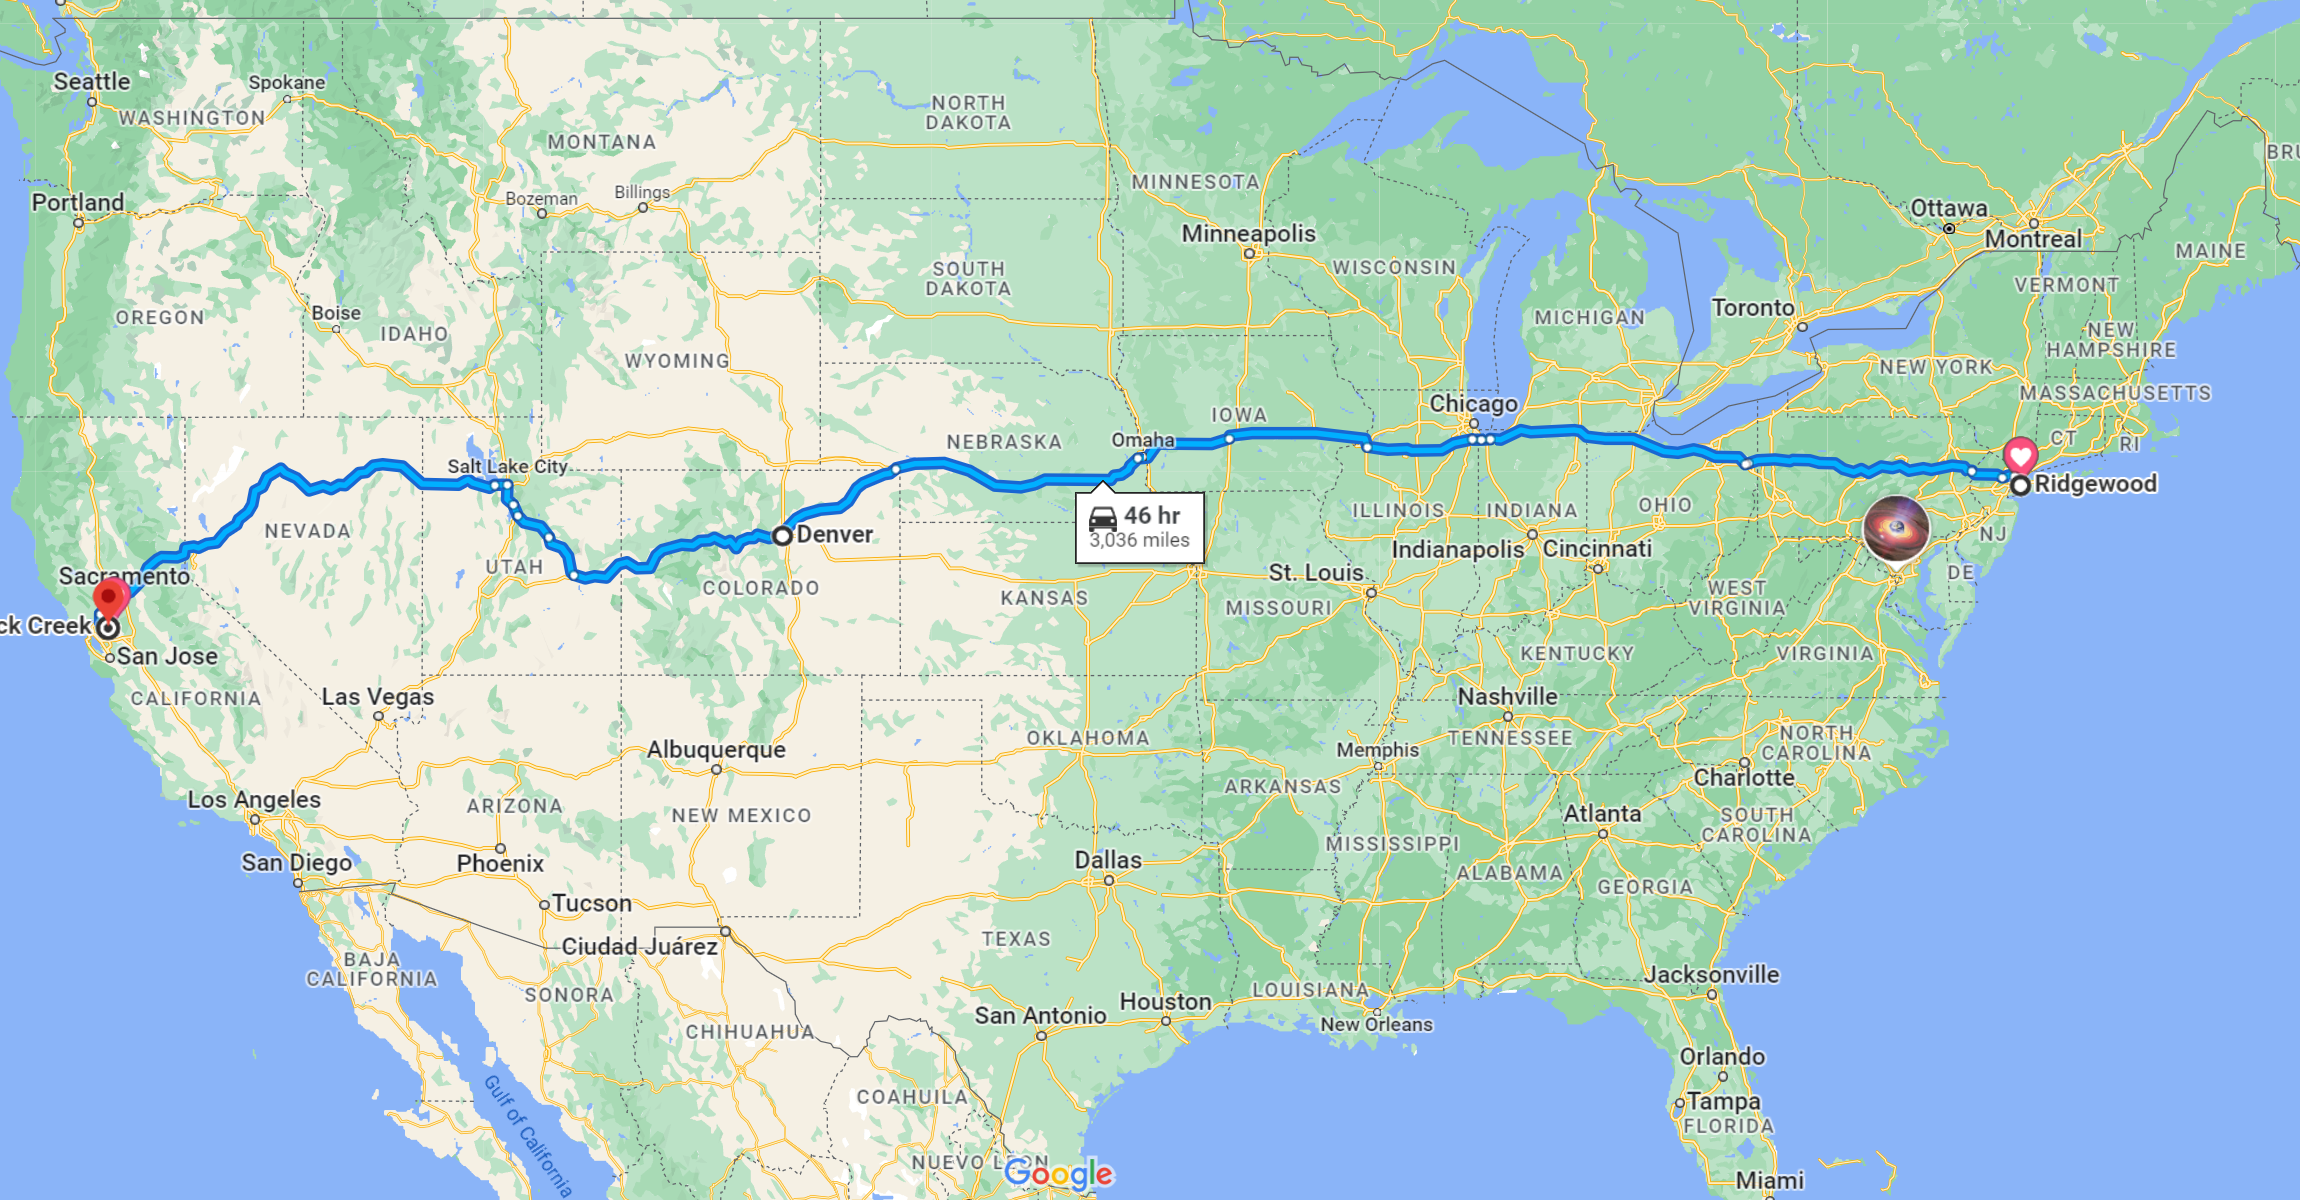 Seattle
Spokane
WASHINGTON
NORTH
DAKOTA
MONTANA
MINNESOTA
BRU
Bozeman
Billings
Portland
Ottawa
Minneapolis
Montreal
MAINE
WISCONSIN
SOUTH
DAKOTA
VERMONT
Boise
OREGON
IDAHO
MICHIGAN
Toronto
NEW
HAMPSHIRE
WYOMING
NEW YORK
MASSACHUSETTS
Chicago
IOWA
NEBRASKA
Omaha
CT
RI
Salt Lake City
Ridgewood
46 hr
3,036 miles
NEVADA
Denver
ILLINOIS
INDIANA
OHIO
NJ
Indianapolis
Cincinnati
UTAH
COLORADO
KANSAS
St. Louis
MISSOURI
WEST
VIRGINIA
DE
Sacramento
ck Creek
San Jose
KENTUCKY
VIRGINIA
CALIFORNIA
Las Vegas
Nashville
TENNESSEE
NORTH
CAROLINA
Albuquerque
OKLAHOMA
Memphis
Charlotte
Los Angeles
ARIZONA
NEW MEXICO
ARKANSAS
Atlanta
SOUTH
CAROLINA
San Diego
Phoenix
Dallas
MISSISSIPPI
ALABAMA
GEORGIA
Tucson
Ciudad Juárez
TEXAS
BAJA
CALIFORNIA
SONORA
LOUISIANA
Jacksonville
San Antonio
Houston
New Orleans
CHIHUAHUA
Orlando
Gulf of California
COAHUILA
Tampa
FLORIDA
NUEVO LEON
Google
Miami